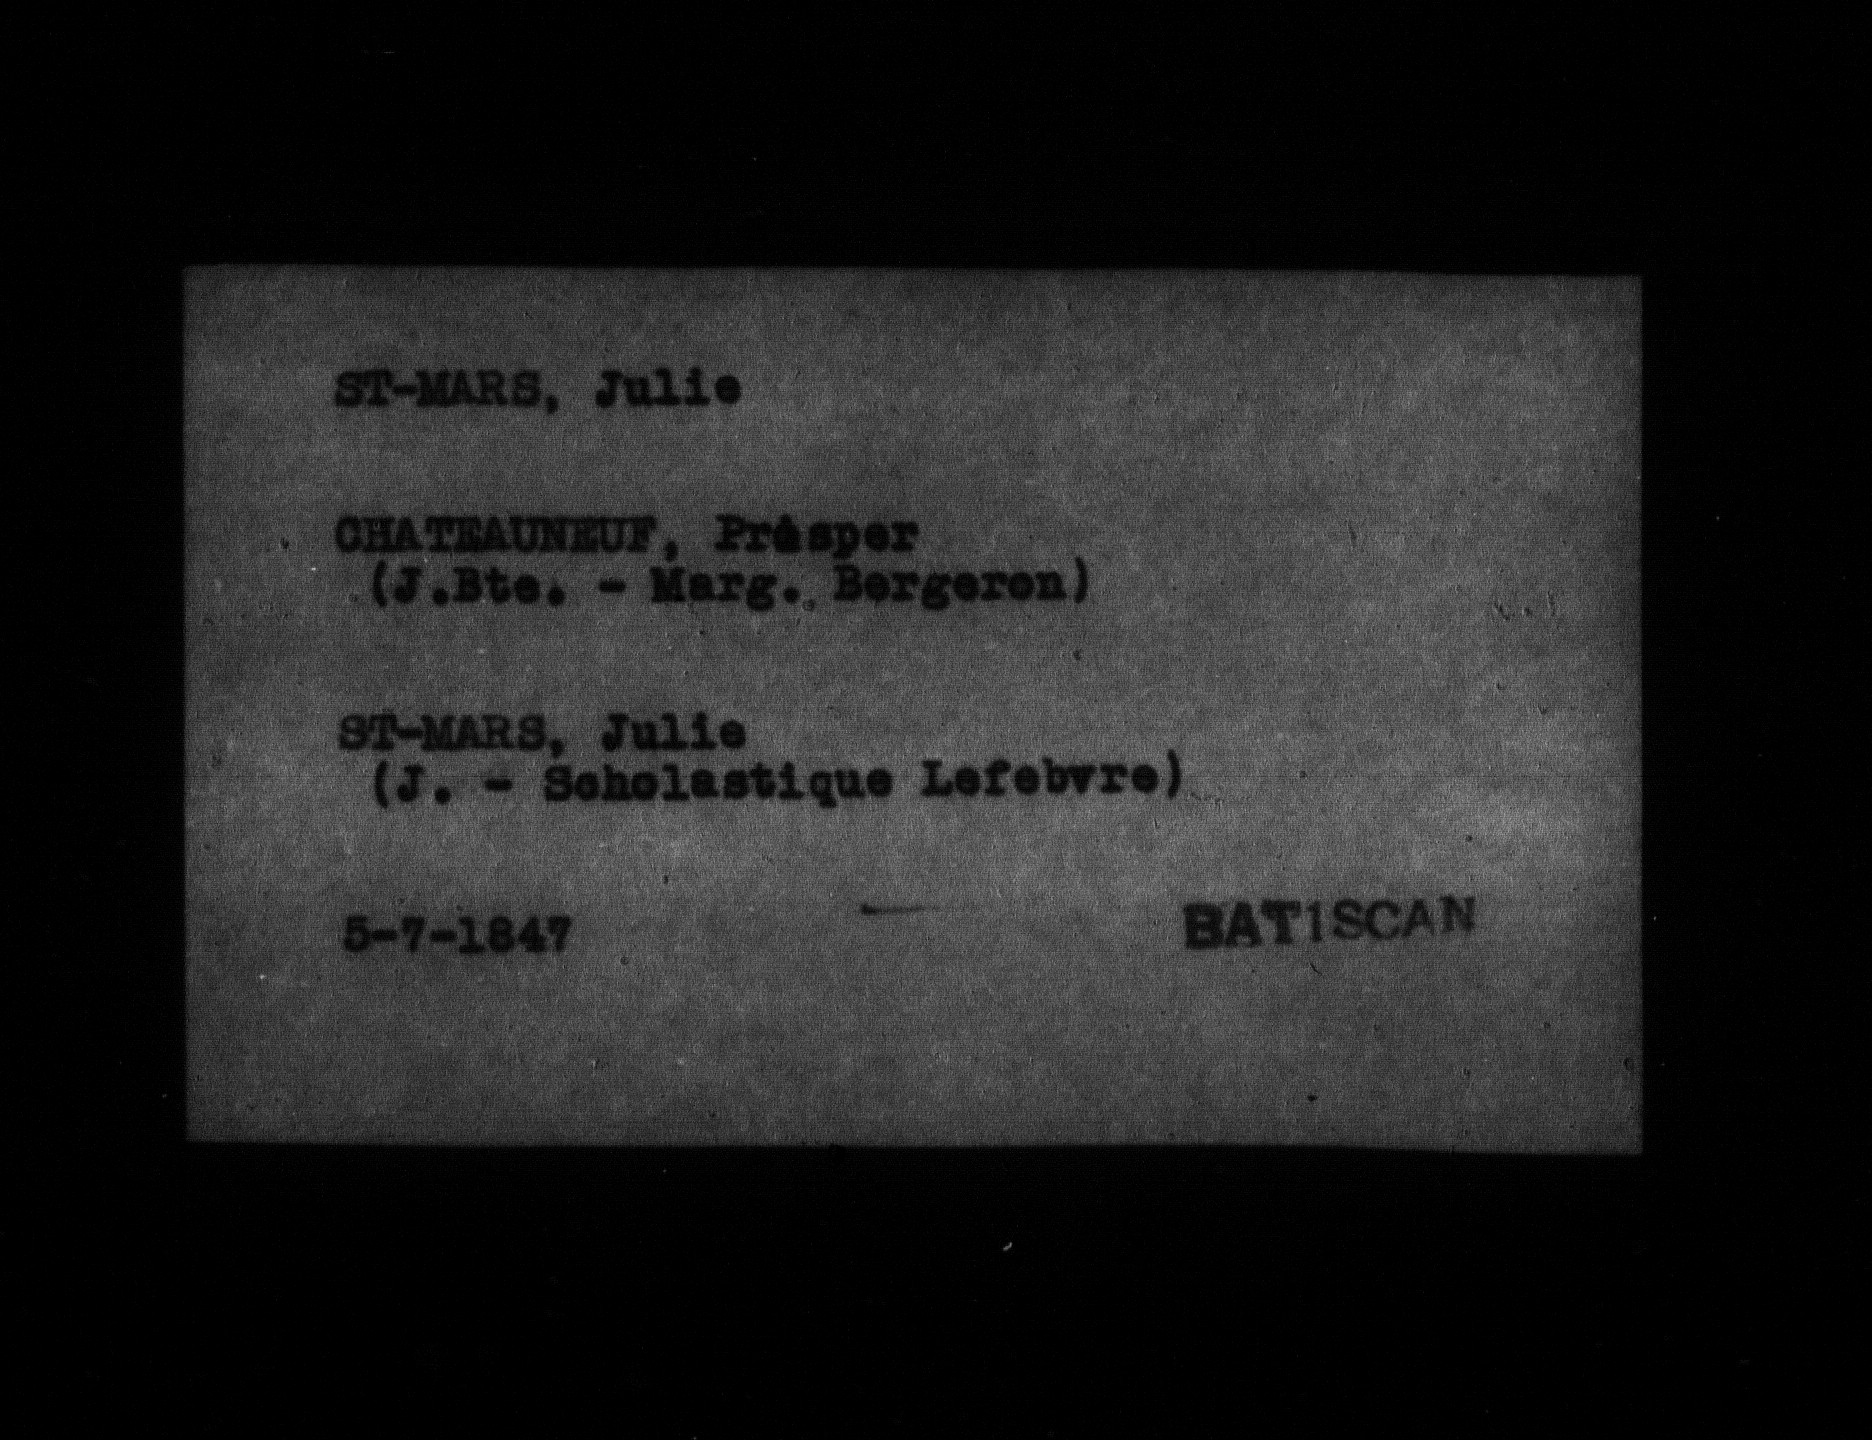 ST-MARS, Julie
CHATEAUNEUF, Prosper
(J.Bte. - Marg. Bergeron)
ST-MARS, Julie
(J. - Scholastique Lefebvre)
5-7-1847
BATISCAN